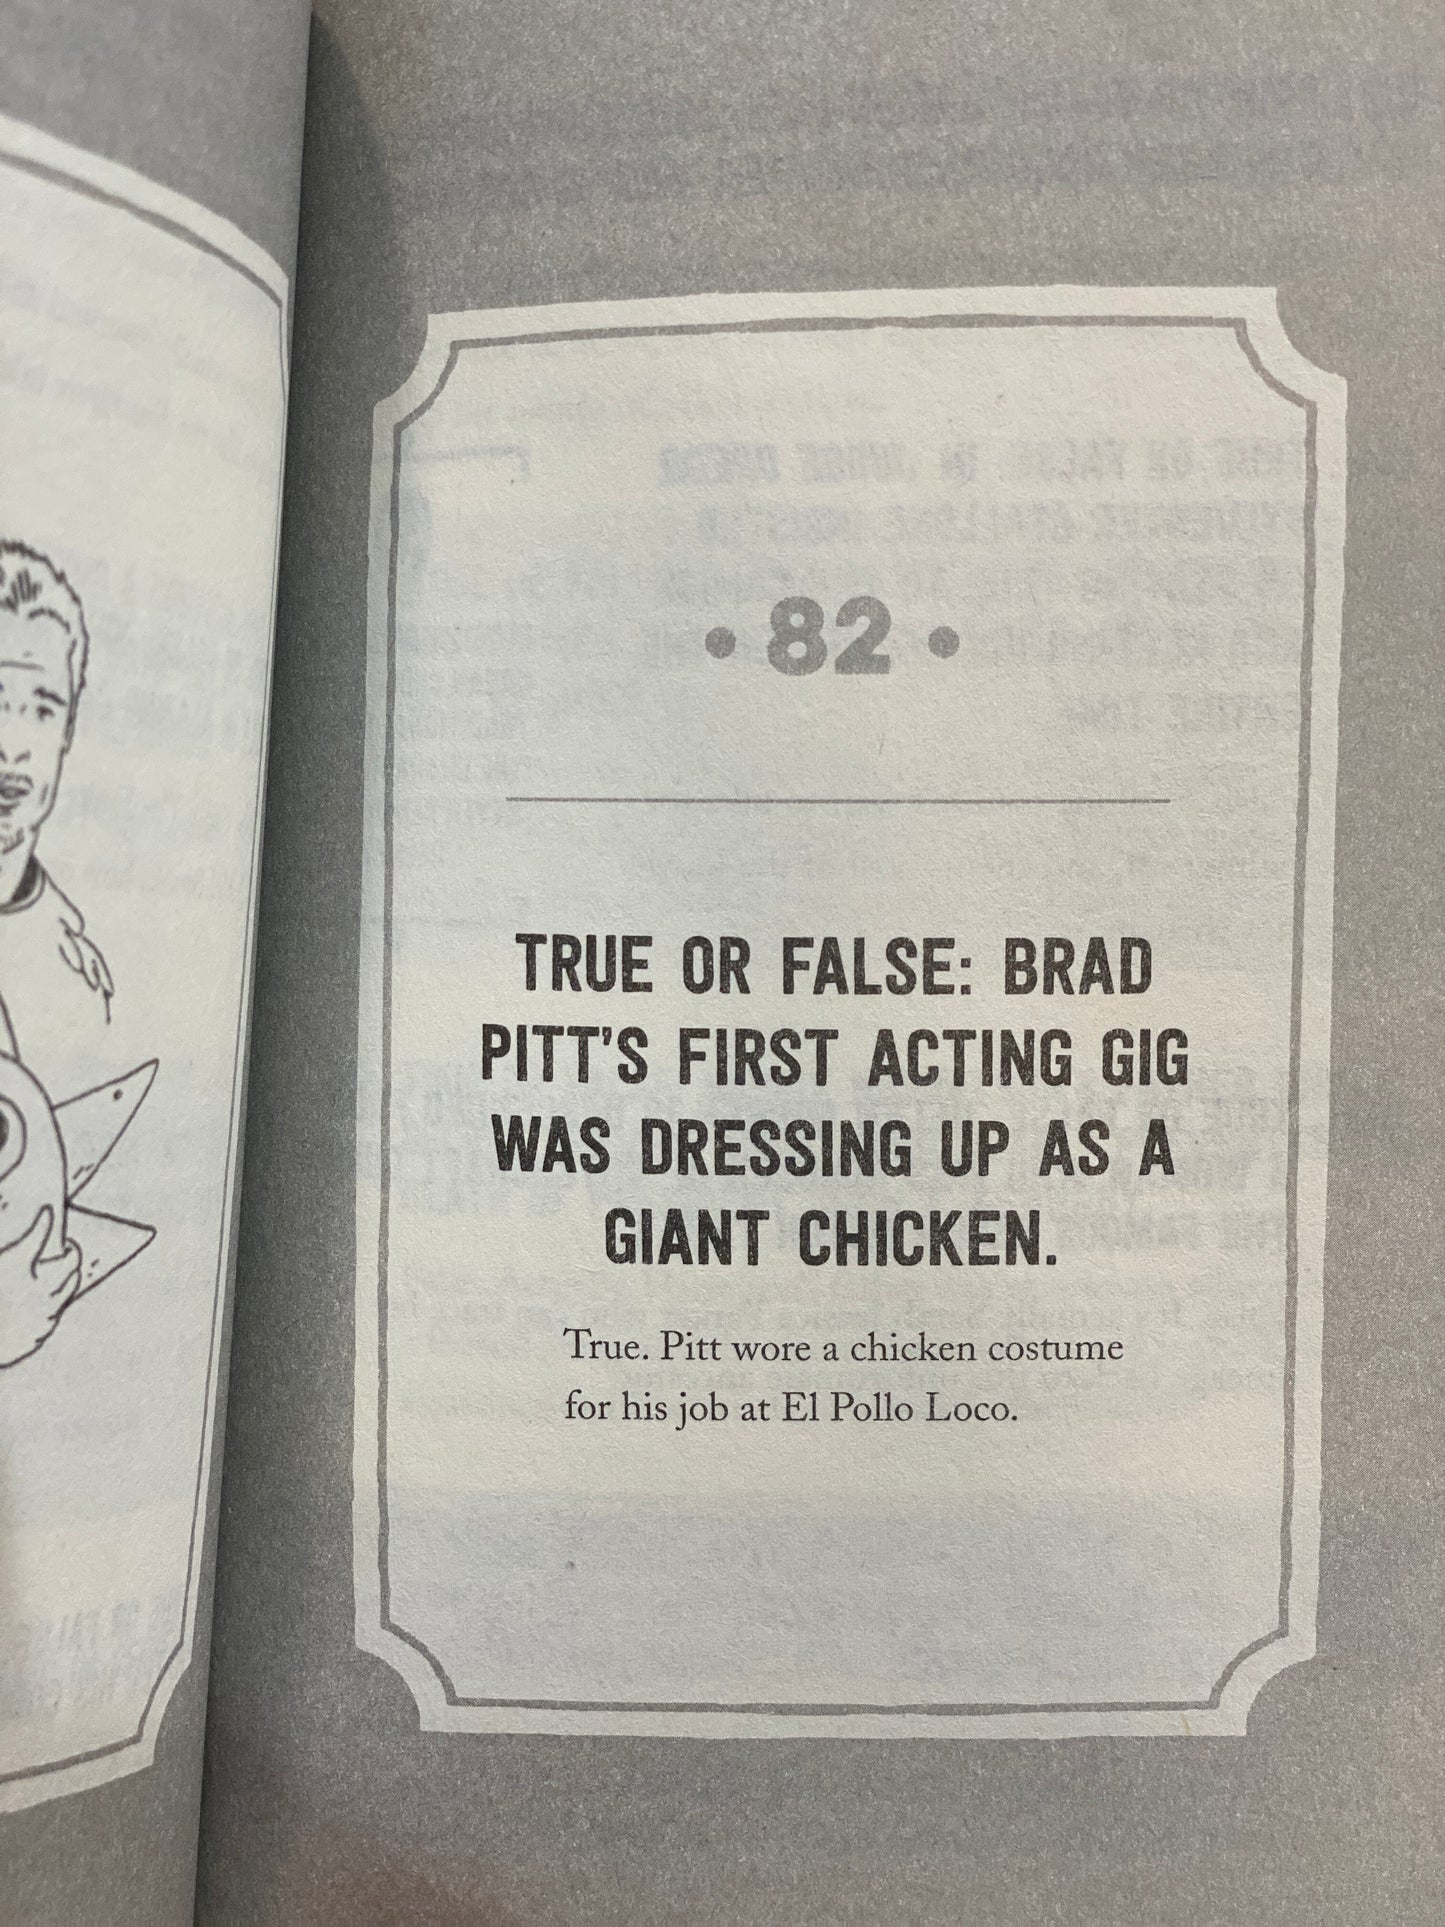 • 82 •
TRUE OR FALSE: BRAD
PITT'S FIRST ACTING GIG
WAS DRESSING UP AS A
GIANT CHICKEN.
True. Pitt wore a chicken costume
for his job at El Pollo Loco.